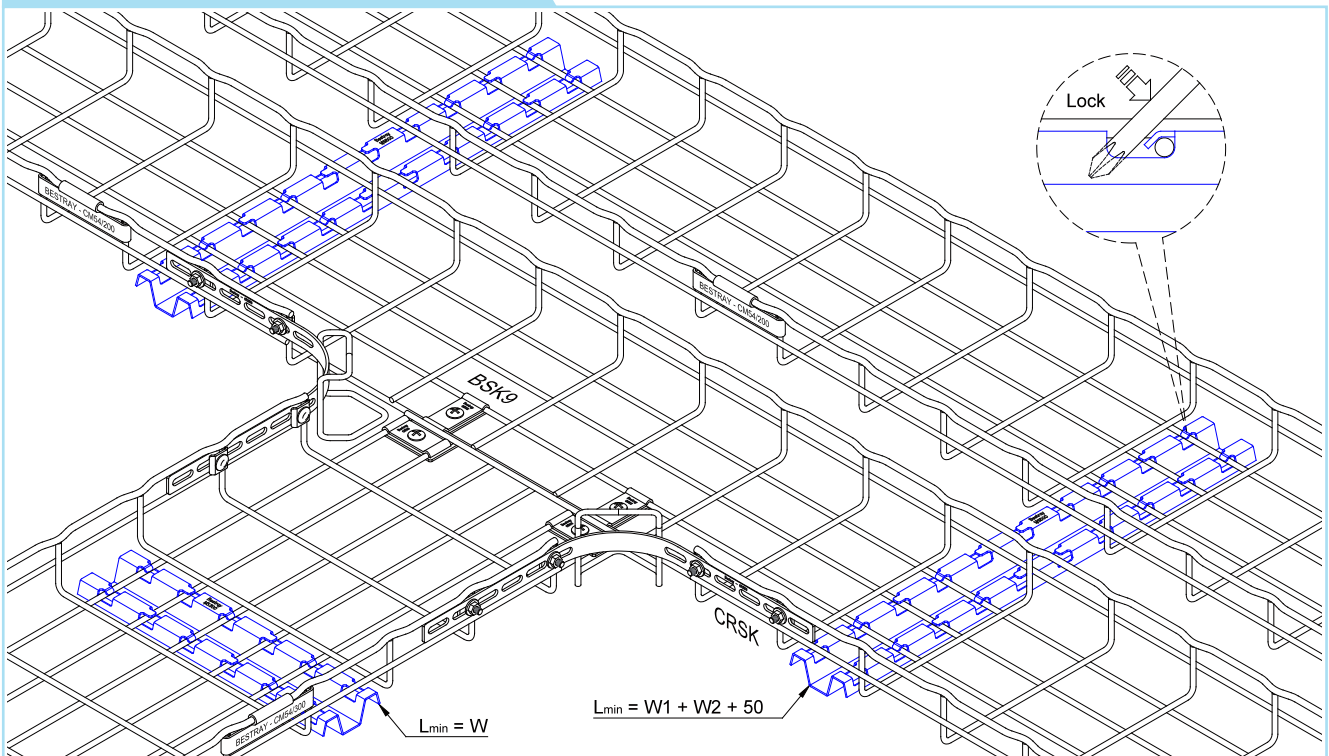 Lock
BESTRAY - CM54/200
BESTRAY - CM54/200
BSK9
CRSK
BESTRAY - CM54/300
Lmin = W
Lmin = W1 + W2 + 50